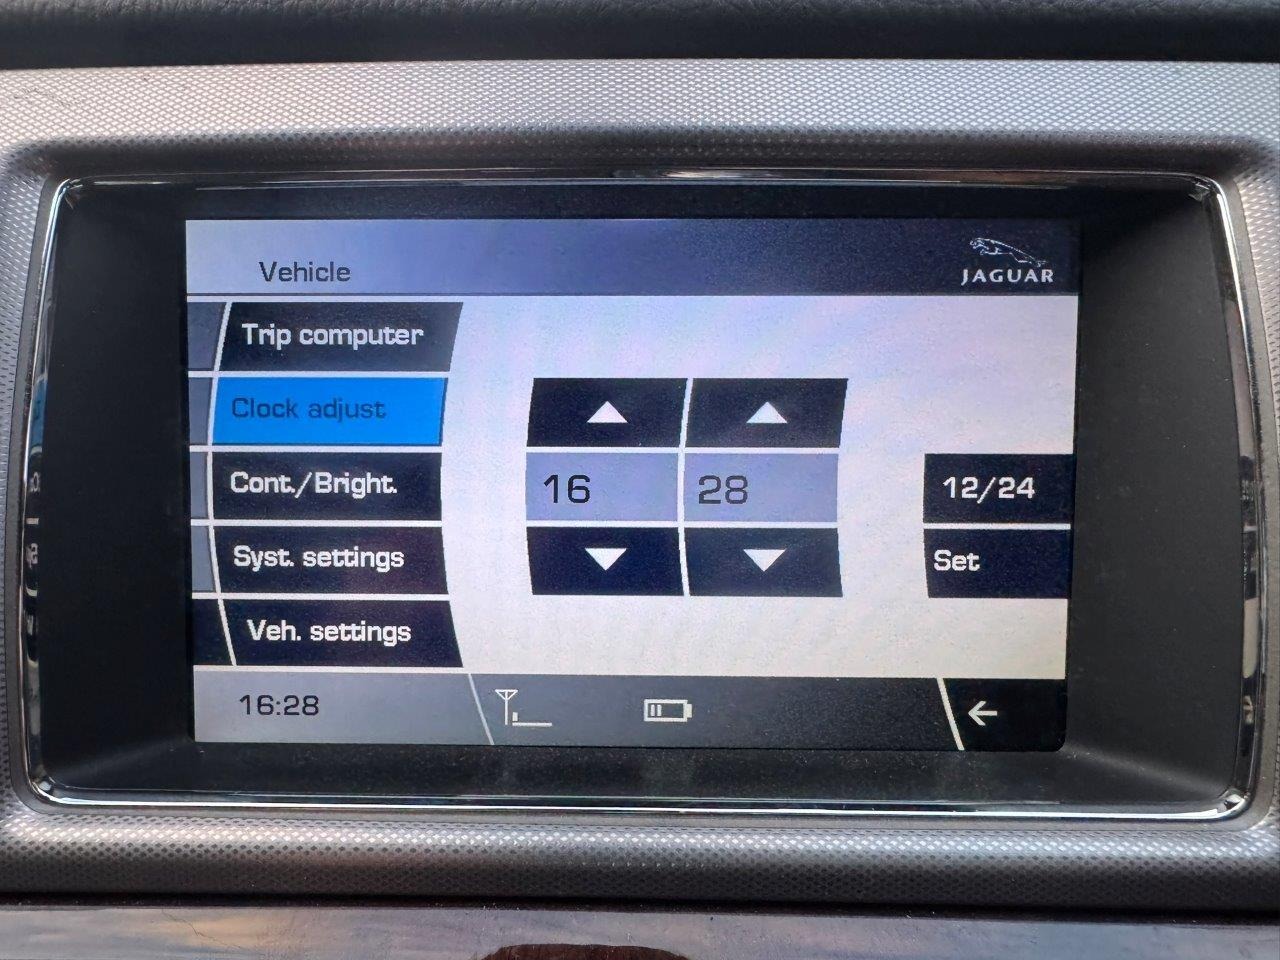 Vehicle
JAGUAR
Trip computer
Clock adjust
Cont./Bright.
Syst. settings
Veh. settings
16 28
12/24
Set
16:28